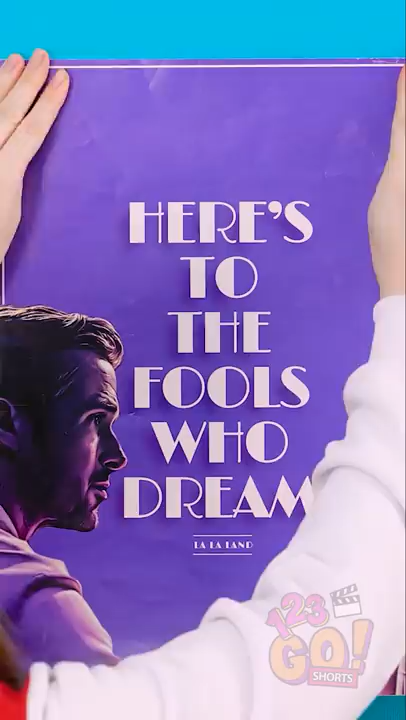 HERE'S
TO
THE
FOOLS
WHO
DREAM
LA LA LAND
123
GO!
SHORTS